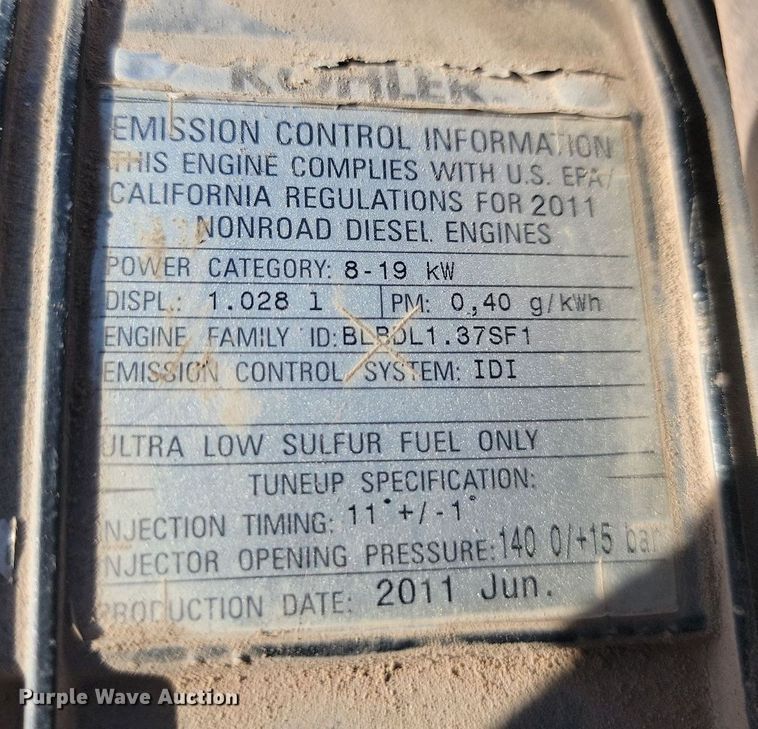 KOHLER
EMISSION CONTROL INFORMATION
THIS ENGINE COMPLIES WITH U.S. EPA/
CALIFORNIA REGULATIONS FOR 2011
NONROAD DIESEL ENGINES
POWER CATEGORY: 8-19 kW
DISPL.: 1.028 l PM: 0,40 g/kWh
ENGINE FAMILY ID: BLBDL1.37SF1
EMISSION CONTROL SYSTEM: IDI
ULTRA LOW SULFUR FUEL ONLY
TUNEUP SPECIFICATION:
INJECTION TIMING: 11°+/-1°
INJECTOR OPENING PRESSURE: 140 0/+15 bar
PRODUCTION DATE: 2011 Jun.
Purple Wave Auction